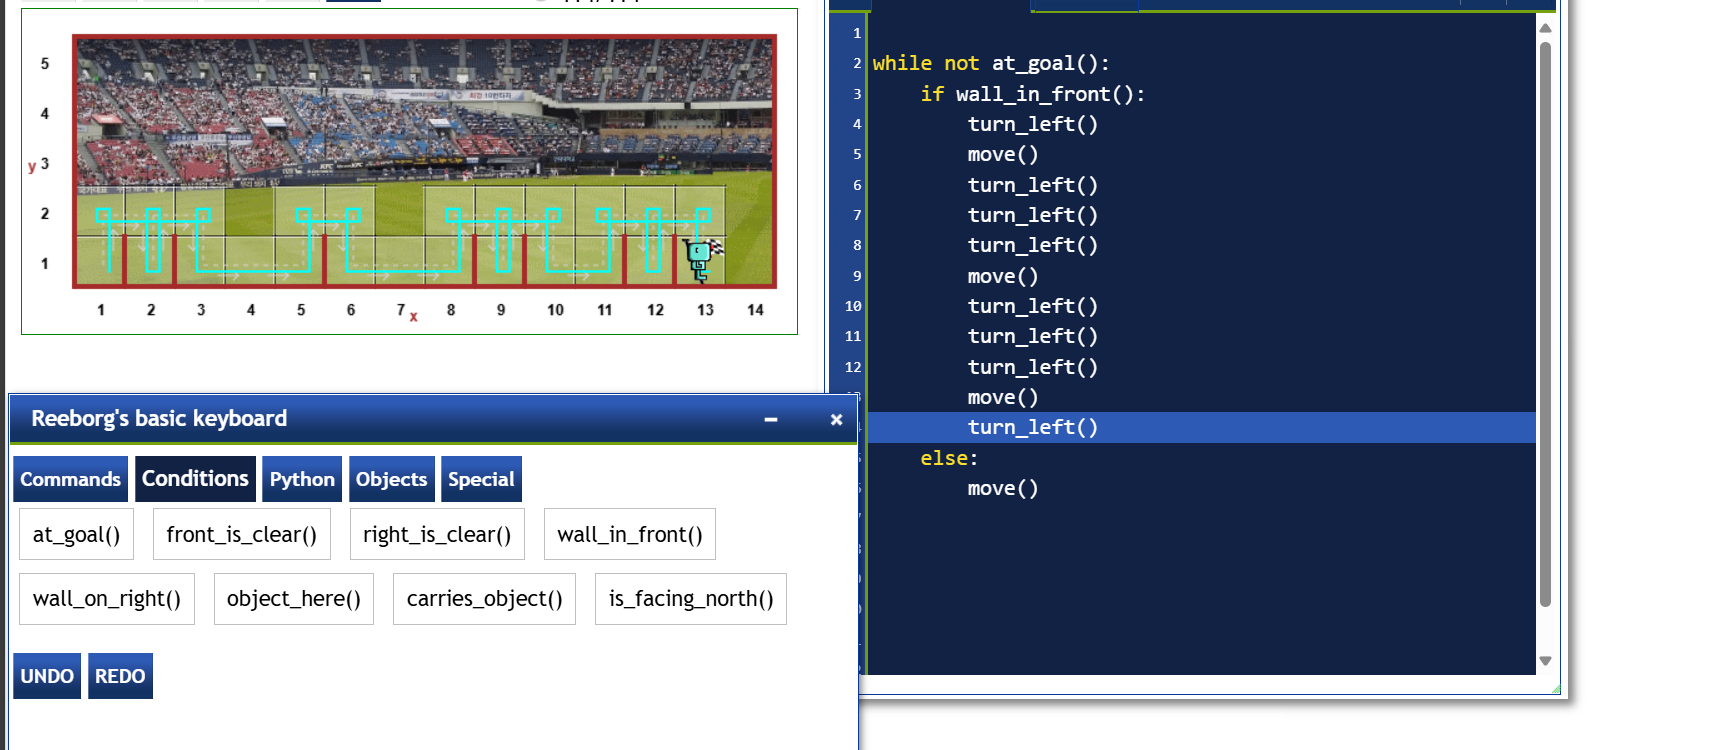 5
4
y 3
2
1
1 2 3 4 5 6 7 x 8 9 10 11 12 13 14
1
2 while not at_goal():
3 if wall_in_front():
4 turn_left()
5 move()
6 turn_left()
7 turn_left()
8 turn_left()
9 move()
10 turn_left()
11 turn_left()
12 turn_left()
move()
turn_left()
else:
move()
Reeborg's basic keyboard
Commands Conditions Python Objects Special
at_goal() front_is_clear() right_is_clear() wall_in_front()
wall_on_right() object_here() carries_object() is_facing_north()
UNDO REDO